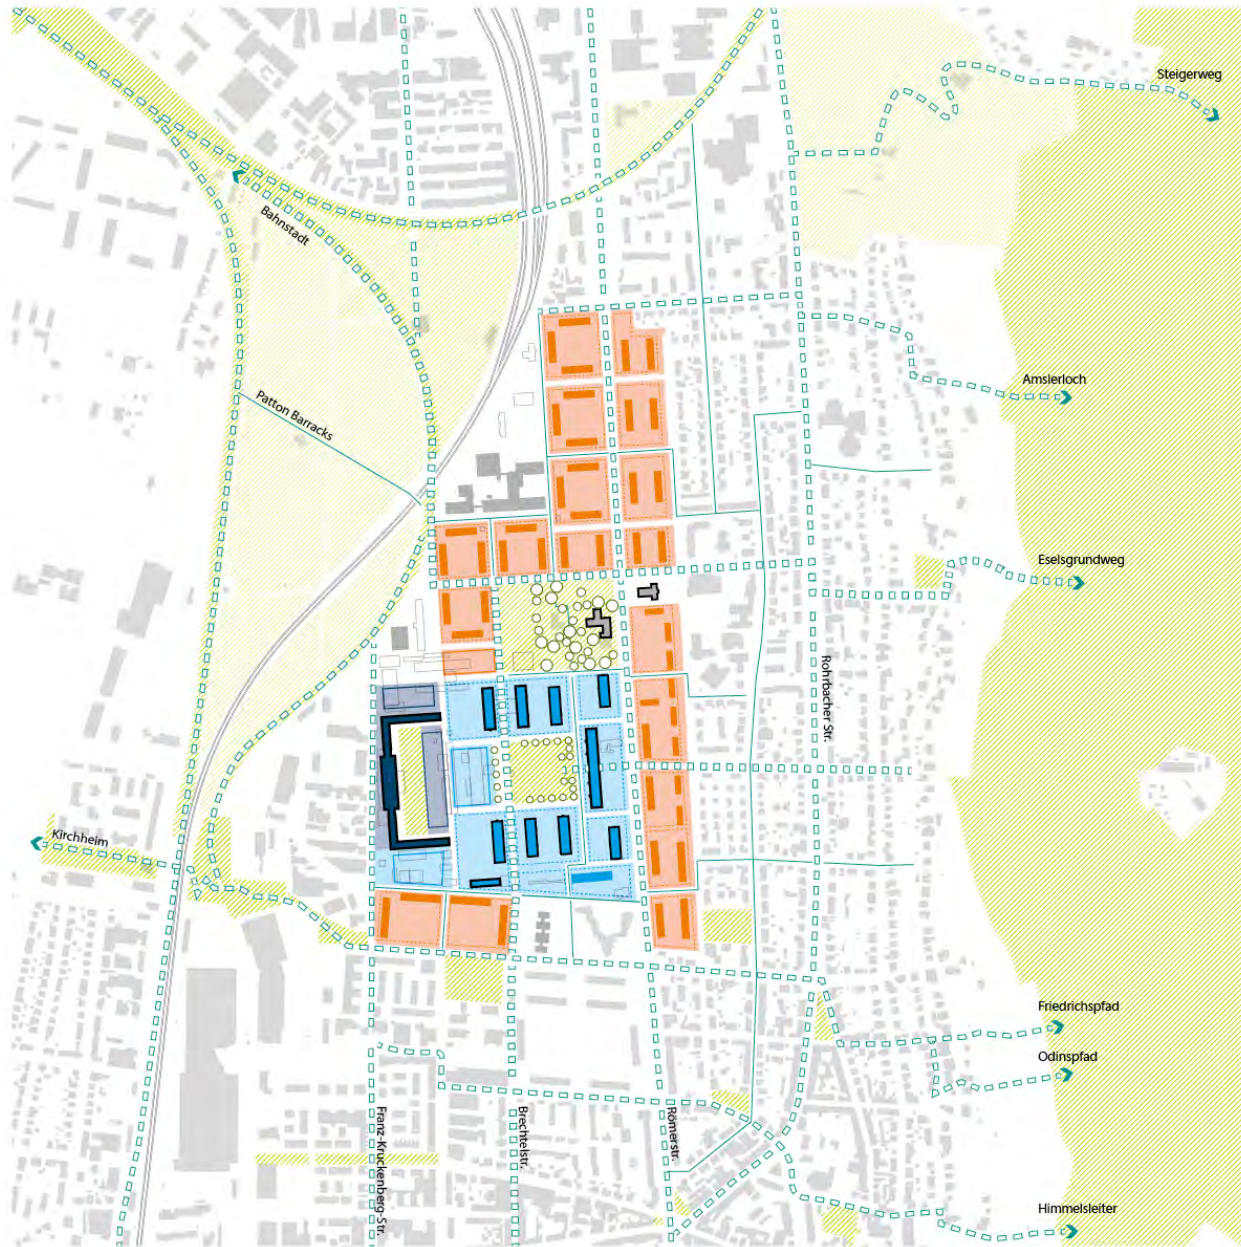 Steigerweg
Bahnstadt
Amslerloch
Patton Barracks
Eselsgrundweg
Rohrbacher Str.
Kirchheim
Friedrichspfad
Odinspfad
Franz-Kruckenberg-Str.
Brechtelstr.
Römerstr.
Himmelsleiter